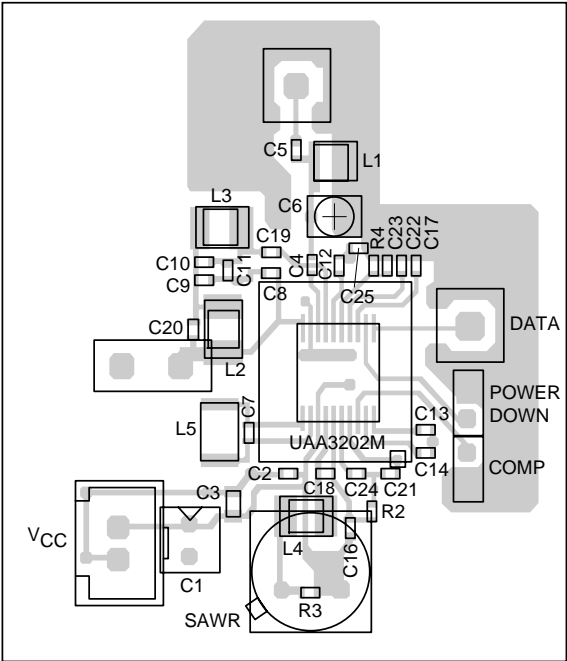 C5
L1
L3
C6
C19
C4
C12
R4
C23
C22
C17
C10
C11
C9
C8
C25
C20
DATA
L2
POWER
DOWN
C7
C13
L5
UAA3202M
C14
COMP
C2
C18
C24
C21
C3
R2
VCC
L4
C16
C1
R3
SAWR